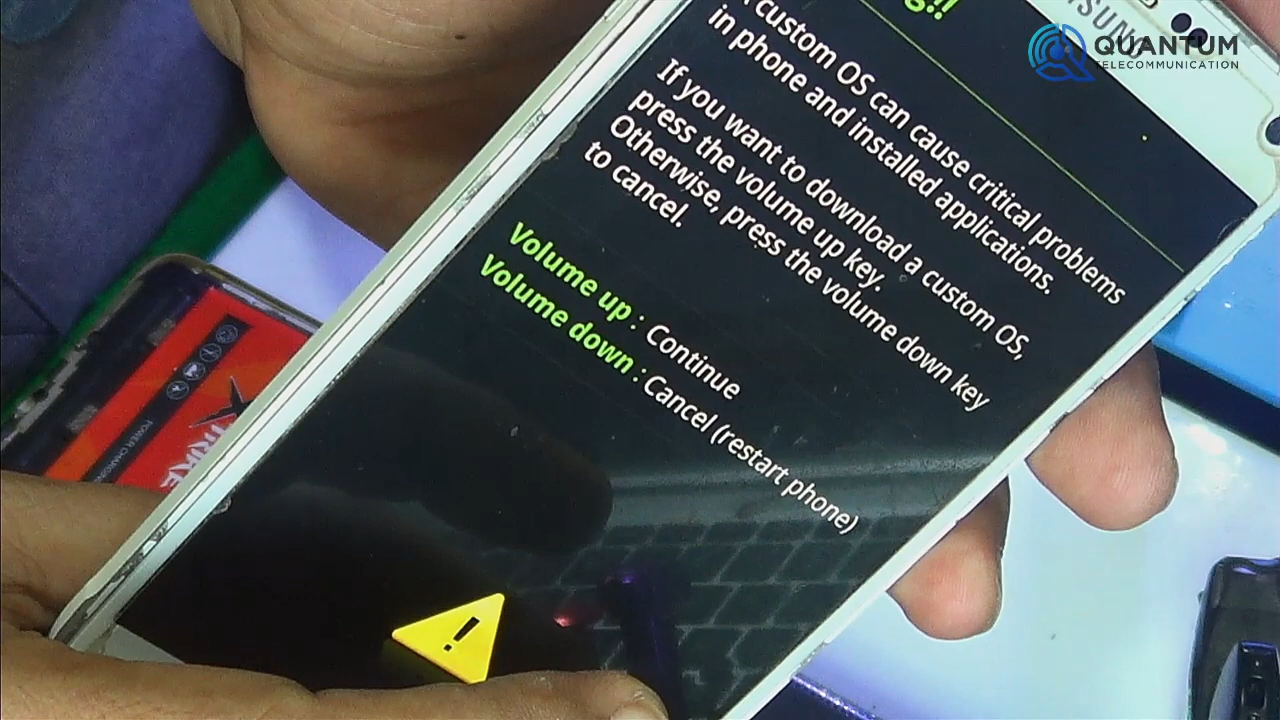 SAMSUNG
QUANTUM
TELECOMMUNICATION
custom OS can cause critical problems
in phone and installed applications.
If you want to download a custom OS,
press the volume up key.
Otherwise, press the volume down key
to cancel.
Volume up : Continue
Volume down : Cancel (restart phone)
!
POWER